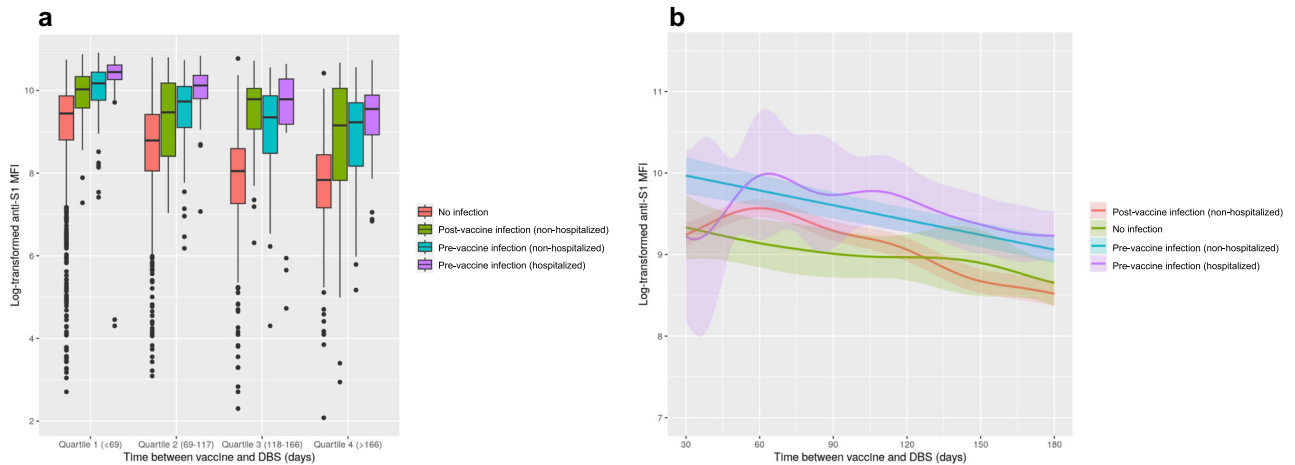 a
Log-transformed anti-S1 MFI
10
8
6
4
2
Quartile 1 (<69) Quartile 2 (69-117) Quartile 3 (118-166) Quartile 4 (>166)
Time between vaccine and DBS (days)
No infection
Post-vaccine infection (non-hospitalized)
Pre-vaccine infection (non-hospitalized)
Pre-vaccine infection (hospitalized)
b
Log-transformed anti-S1 MFI
11
10
9
8
7
30 60 90 120 150 180
Time between vaccine and DBS (days)
Post-vaccine infection (non-hospitalized)
No infection
Pre-vaccine infection (non-hospitalized)
Pre-vaccine infection (hospitalized)